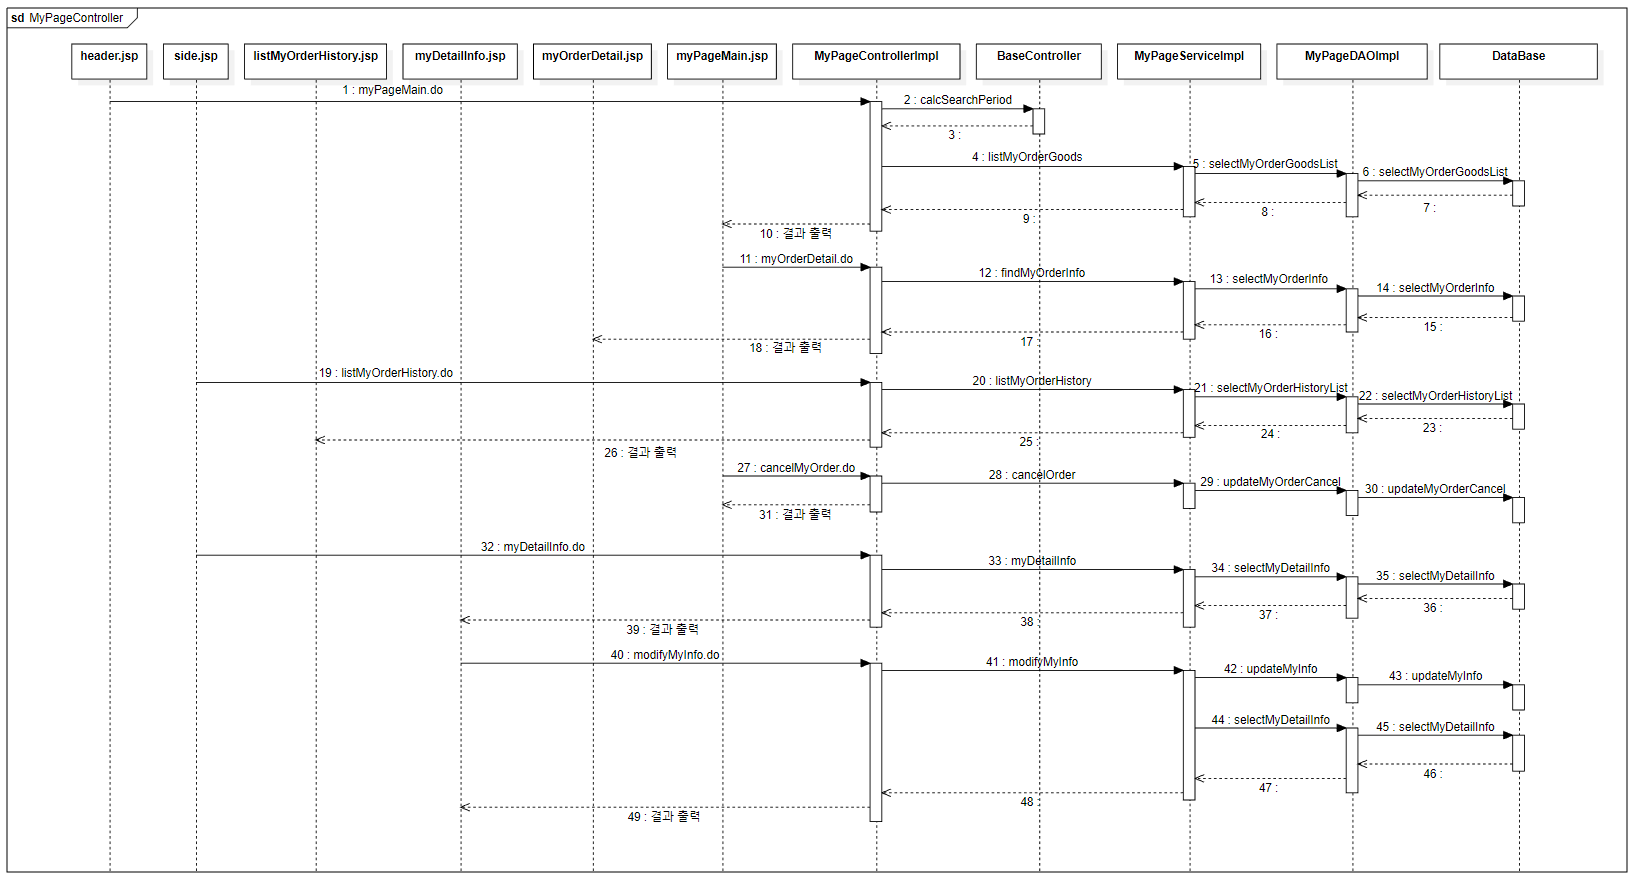 sd MyPageController
header.jsp
side.jsp
listMyOrderHistory.jsp
myDetailInfo.jsp
myOrderDetail.jsp
myPageMain.jsp
MyPageControllerImpl
BaseController
MyPageServiceImpl
MyPageDAOImpl
DataBase
1 : myPageMain.do
2 : calcSearchPeriod
3 :
4 : listMyOrderGoods
5 : selectMyOrderGoodsList
6 : selectMyOrderGoodsList
7 :
8 :
9 :
10 : 결과 출력
11 : myOrderDetail.do
12 : findMyOrderInfo
13 : selectMyOrderInfo
14 : selectMyOrderInfo
15 :
16 :
17 :
18 : 결과 출력
19 : listMyOrderHistory.do
20 : listMyOrderHistory
21 : selectMyOrderHistoryList
22 : selectMyOrderHistoryList
23 :
24 :
25 :
26 : 결과 출력
27 : cancelMyOrder.do
28 : cancelOrder
29 : updateMyOrderCancel
30 : updateMyOrderCancel
31 : 결과 출력
32 : myDetailInfo.do
33 : myDetailInfo
34 : selectMyDetailInfo
35 : selectMyDetailInfo
36 :
37 :
38 :
39 : 결과 출력
40 : modifyMyInfo.do
41 : modifyMyInfo
42 : updateMyInfo
43 : updateMyInfo
44 : selectMyDetailInfo
45 : selectMyDetailInfo
46 :
47 :
48 :
49 : 결과 출력